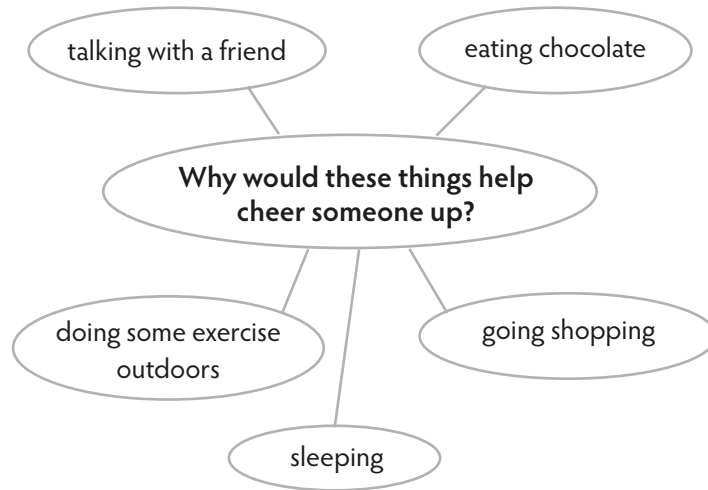 talking with a friend
eating chocolate
Why would these things help
cheer someone up?
doing some exercise
outdoors
going shopping
sleeping